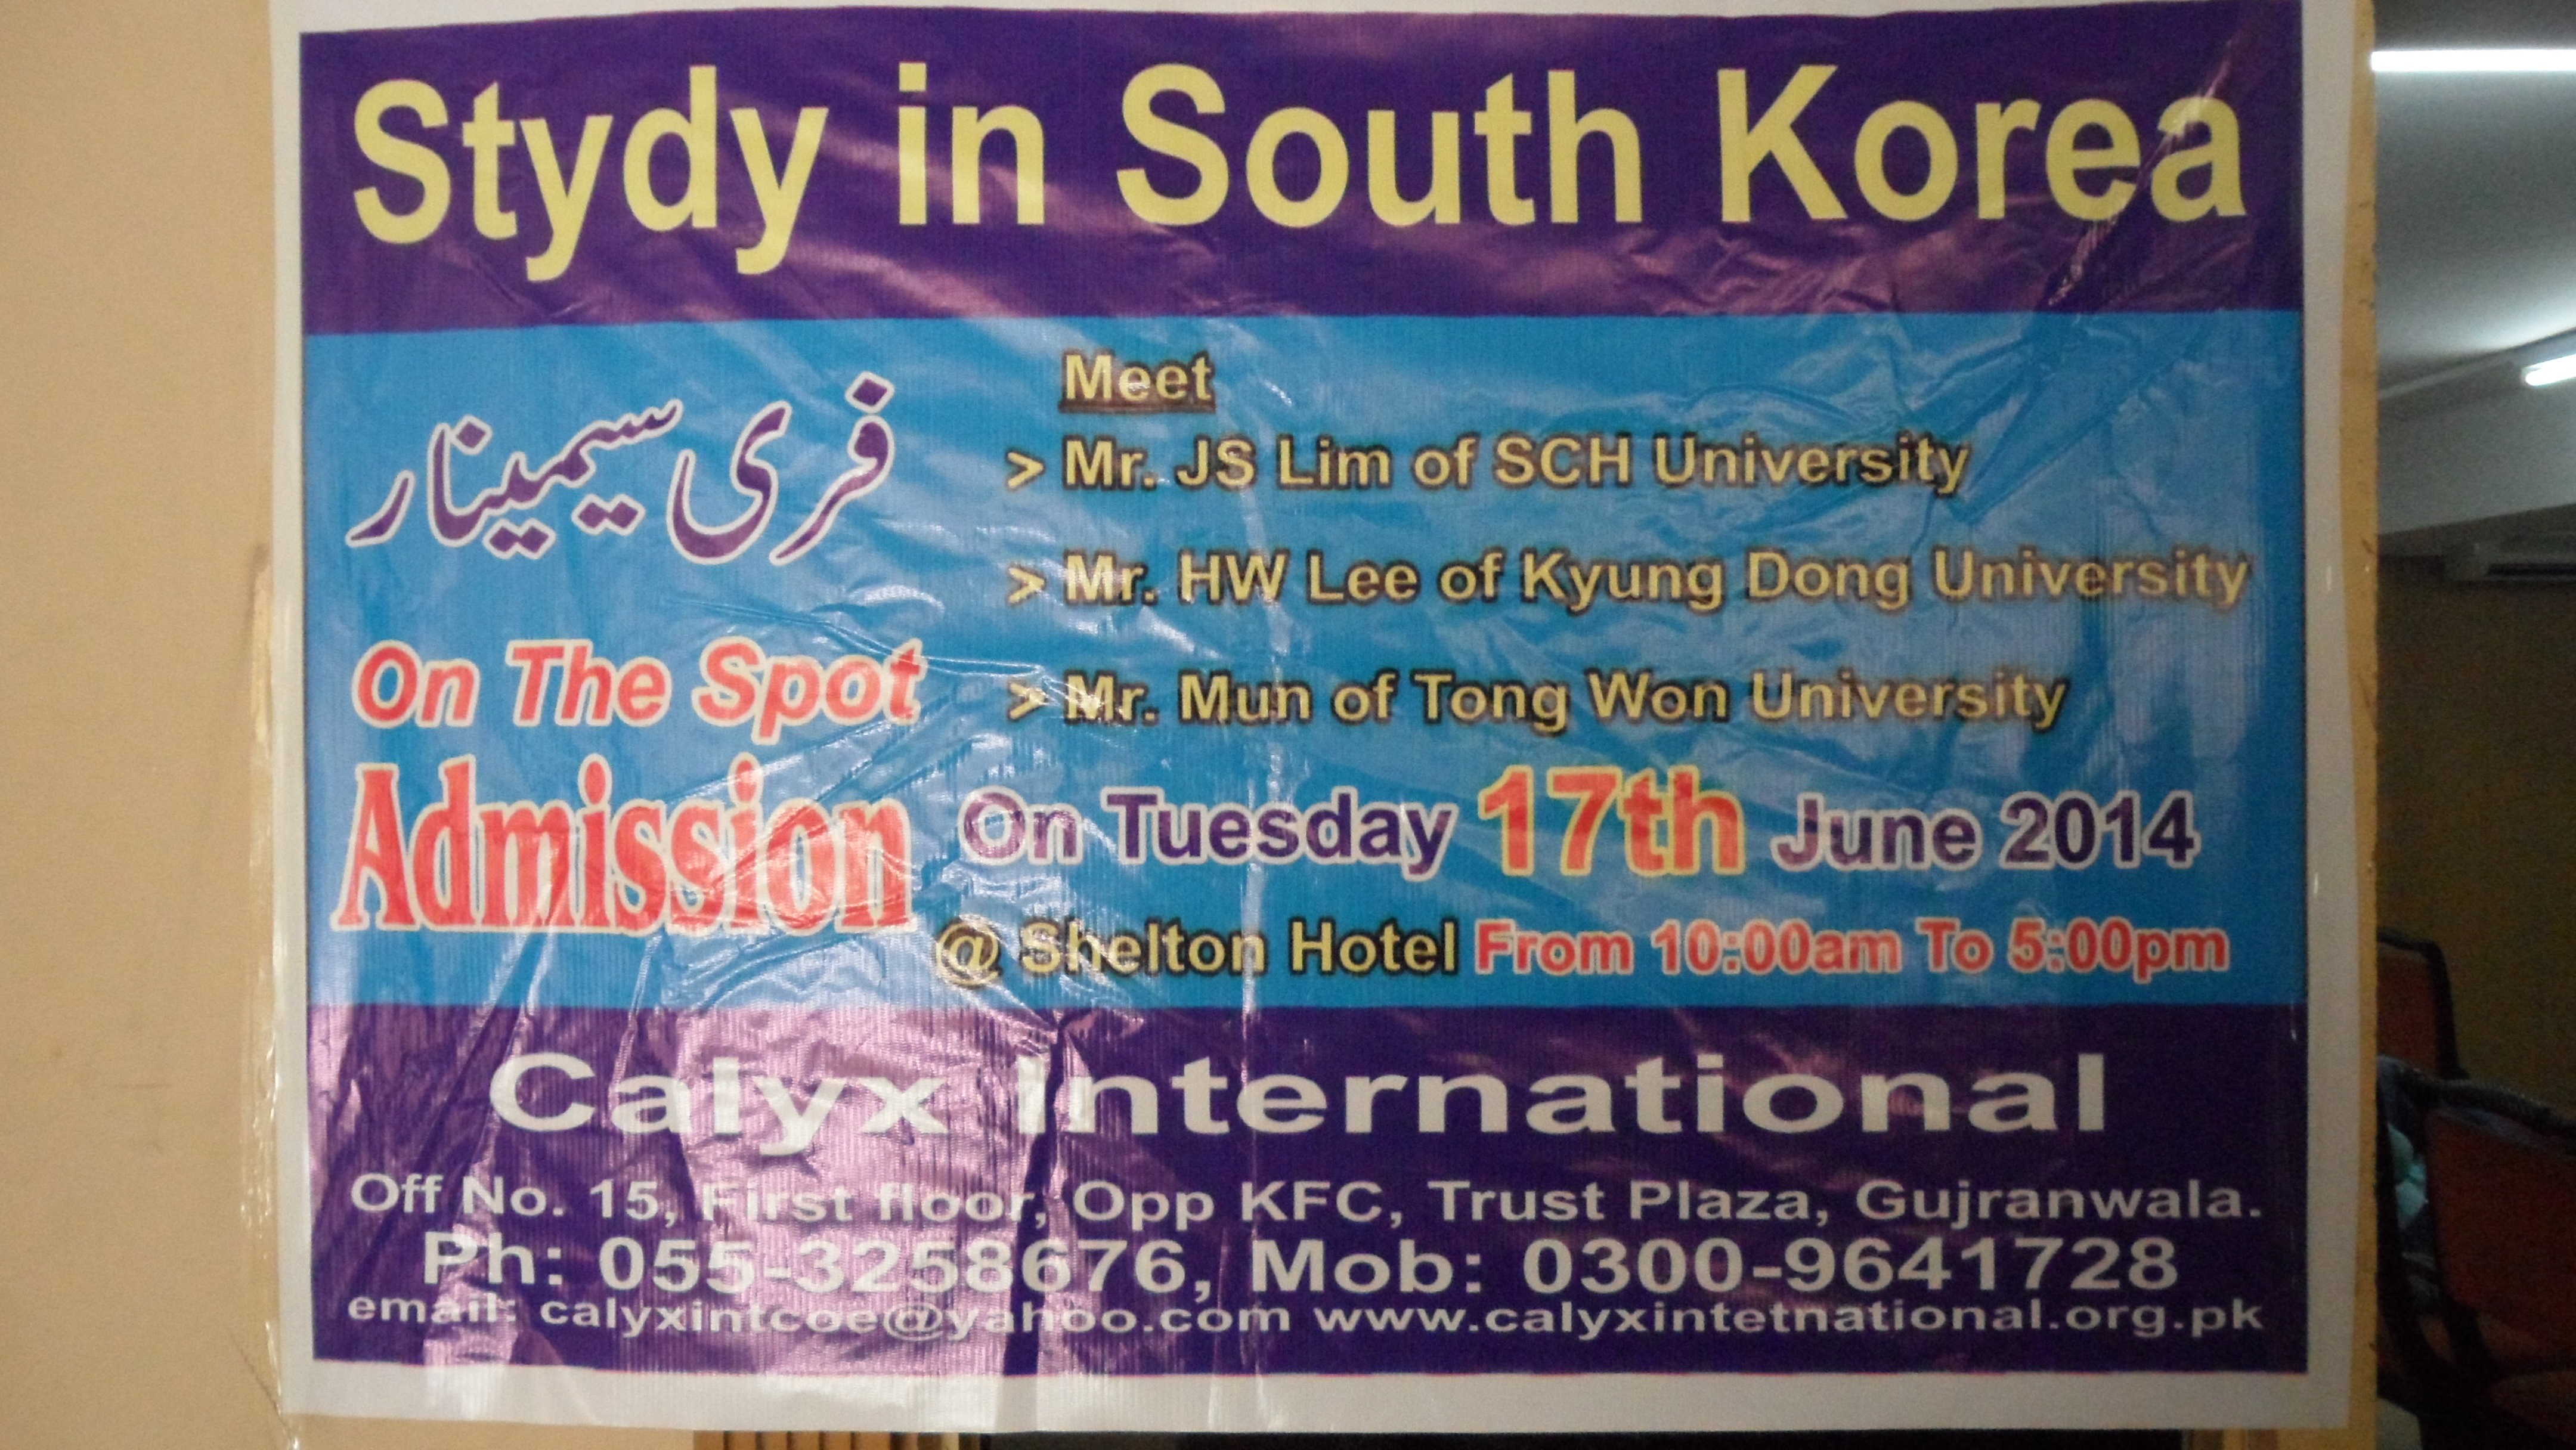 Stydy in South Korea
فری سیمینار
On The Spot
Admission
Meet
> Mr. JS Lim of SCH University
> Mr. HW Lee of Kyung Dong University
> Mr. Mun of Tong Won University
On Tuesday 17th June 2014
@ Shelton Hotel From 10:00am To 5:00pm
Calyx International
Off No. 15, First floor, Opp KFC, Trust Plaza, Gujranwala.
Ph: 055-3258676, Mob: 0300-9641728
email: calyxintcoe@yahoo.com www.calyxintetnational.org.pk